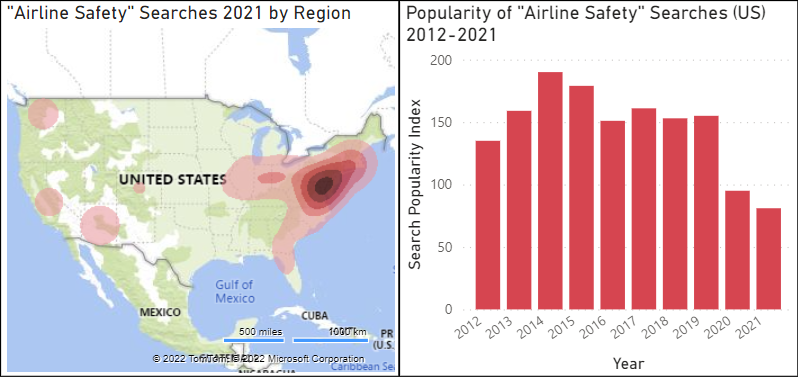 "Airline Safety" Searches 2021 by Region
UNITED STATES
Gulf of
Mexico
MEXICO
CUBA
500 miles
1000 km
PR
(U.S.
© 2022 TomTom, © 2022 Microsoft Corporation
Caribbean Sea
NICARAGUA
Popularity of "Airline Safety" Searches (US)
2012-2021
Search Popularity Index
200
150
100
50
0
2012
2013
2014
2015
2016
2017
2018
2019
2020
2021
Year